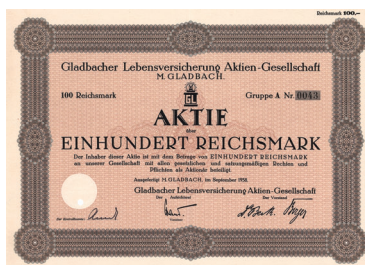 Reichsmark 100,—
Gladbacher Lebensversicherung Aktien-Gesellschaft
M. GLADBACH.
100 Reichsmark
Gruppe A Nr. 0043
GL
AKTIE
über
EINHUNDERT REICHSMARK
Der Inhaber dieser Aktie ist mit dem Betrage von EINHUNDERT REICHSMARK
an unserer Gesellschaft mit allen gesetzlichen und satzungsmäßigen Rechten und
Pflichten als Aktionär beteiligt.
Ausgefertigt M. GLADBACH, im September 1931.
Gladbacher Lebensversicherung Aktien-Gesellschaft
Der Aufsichtsrat
Der Vorstand